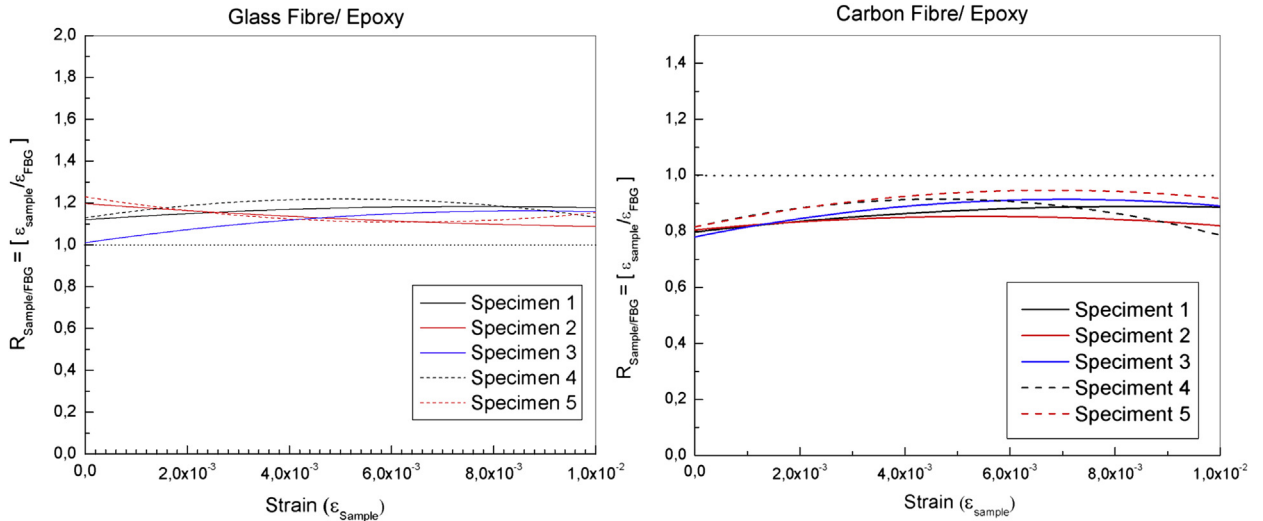 Glass Fibre/ Epoxy
R_Sample/FBG = [ ε_sample/ε_FBG ]
2,0
1,8
1,6
1,4
1,2
1,0
0,8
0,6
0,4
0,2
0,0
Specimen 1
Specimen 2
Specimen 3
Specimen 4
Specimen 5
0,0 2,0x10⁻³ 4,0x10⁻³ 6,0x10⁻³ 8,0x10⁻³ 1,0x10⁻²
Strain (ε_Sample)
Carbon Fibre/ Epoxy
R_Sample/FBG = [ ε_sample/ε_FBG ]
1,4
1,2
1,0
0,8
0,6
0,4
0,2
0,0
Speciment 1
Speciment 2
Speciment 3
Speciment 4
Speciment 5
0,0 2,0x10⁻³ 4,0x10⁻³ 6,0x10⁻³ 8,0x10⁻³ 1,0x10⁻²
Strain (ε_sample)